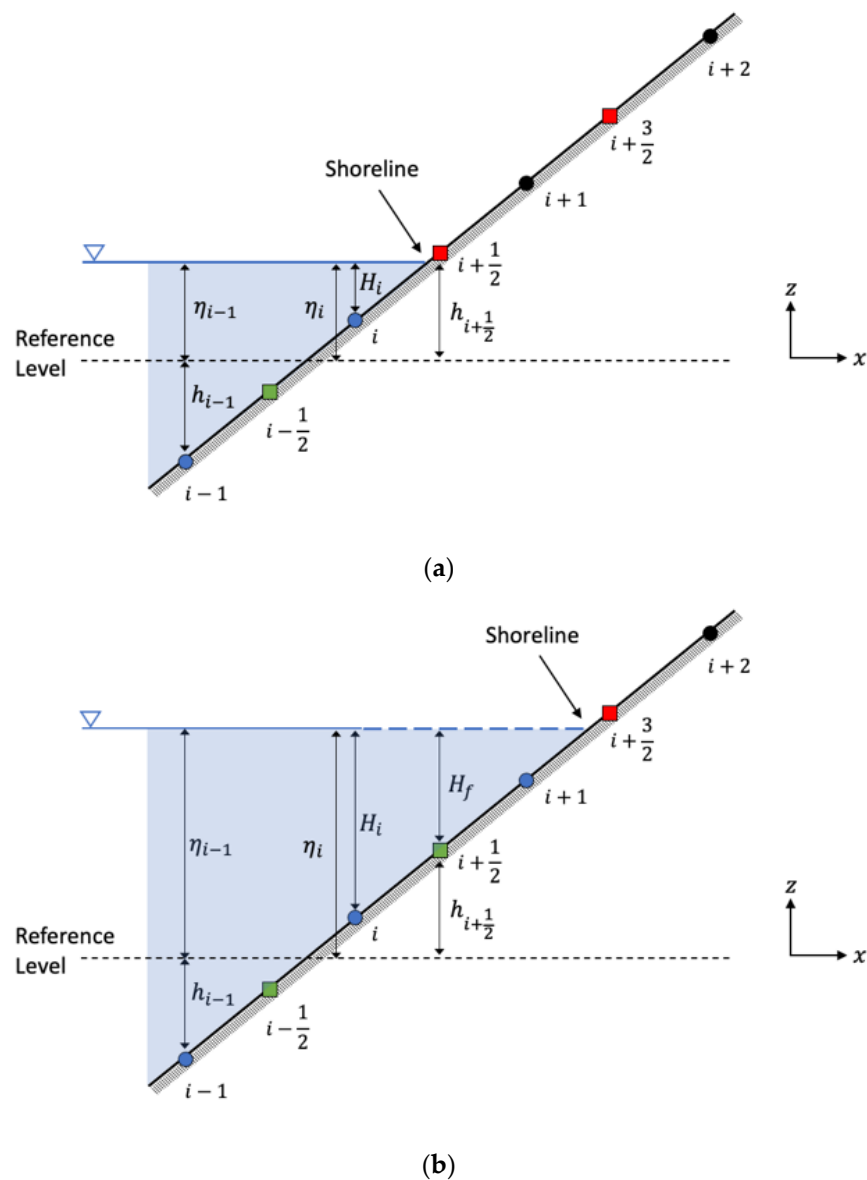 i + 2
i + 3/2
Shoreline
i + 1
i + 1/2
H_i
η_{i−1}
η_i
h_{i+1/2}
z
i
x
Reference
Level
h_{i−1}
i − 1/2
i − 1
(a)
Shoreline
i + 2
i + 3/2
H_f
i + 1
H_i
η_{i−1}
η_i
i + 1/2
h_{i+1/2}
z
i
x
Reference
Level
h_{i−1}
i − 1/2
i − 1
(b)